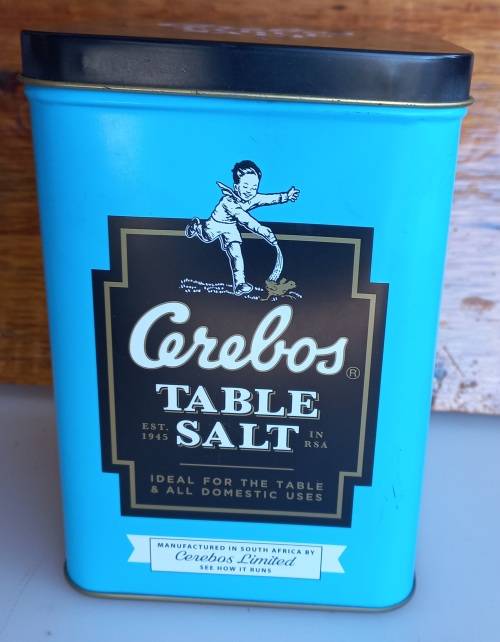 Cerebos®
TABLE
EST. 1945 SALT IN RSA
IDEAL FOR THE TABLE
& ALL DOMESTIC USES
MANUFACTURED IN SOUTH AFRICA BY
Cerebos Limited
SEE HOW IT RUNS